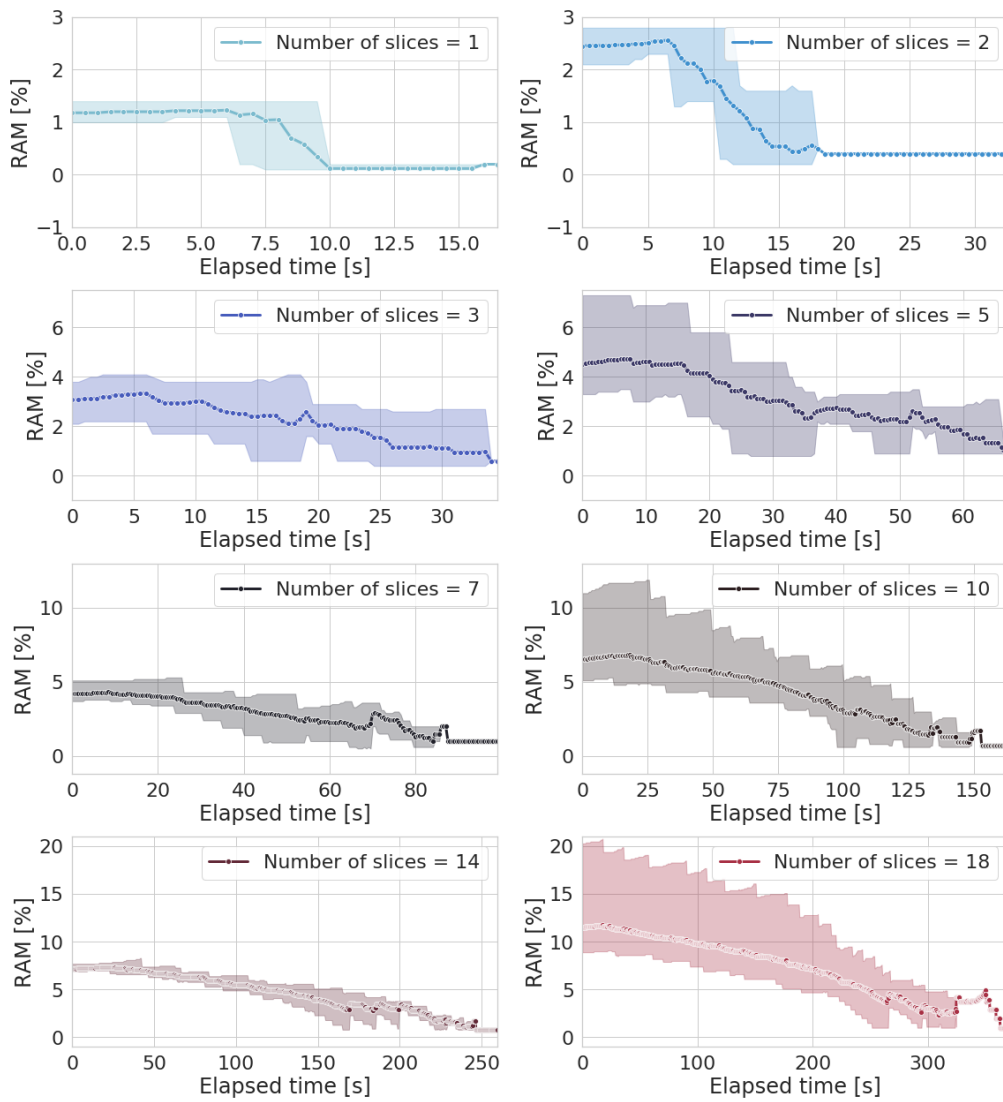 3
2
1
0
−1
RAM [%]
Number of slices = 1
0.0 2.5 5.0 7.5 10.0 12.5 15.0
Elapsed time [s]
3
2
1
0
−1
RAM [%]
Number of slices = 2
0 5 10 15 20 25 30
Elapsed time [s]
6
4
2
0
RAM [%]
Number of slices = 3
0 5 10 15 20 25 30
Elapsed time [s]
6
4
2
0
RAM [%]
Number of slices = 5
0 10 20 30 40 50 60
Elapsed time [s]
10
5
0
RAM [%]
Number of slices = 7
20 40 60 80
Elapsed time [s]
10
5
0
RAM [%]
Number of slices = 10
0 25 50 75 100 125 150
Elapsed time [s]
20
15
10
5
0
RAM [%]
Number of slices = 14
0 50 100 150 200 250
Elapsed time [s]
20
15
10
5
0
RAM [%]
Number of slices = 18
0 100 200 300
Elapsed time [s]